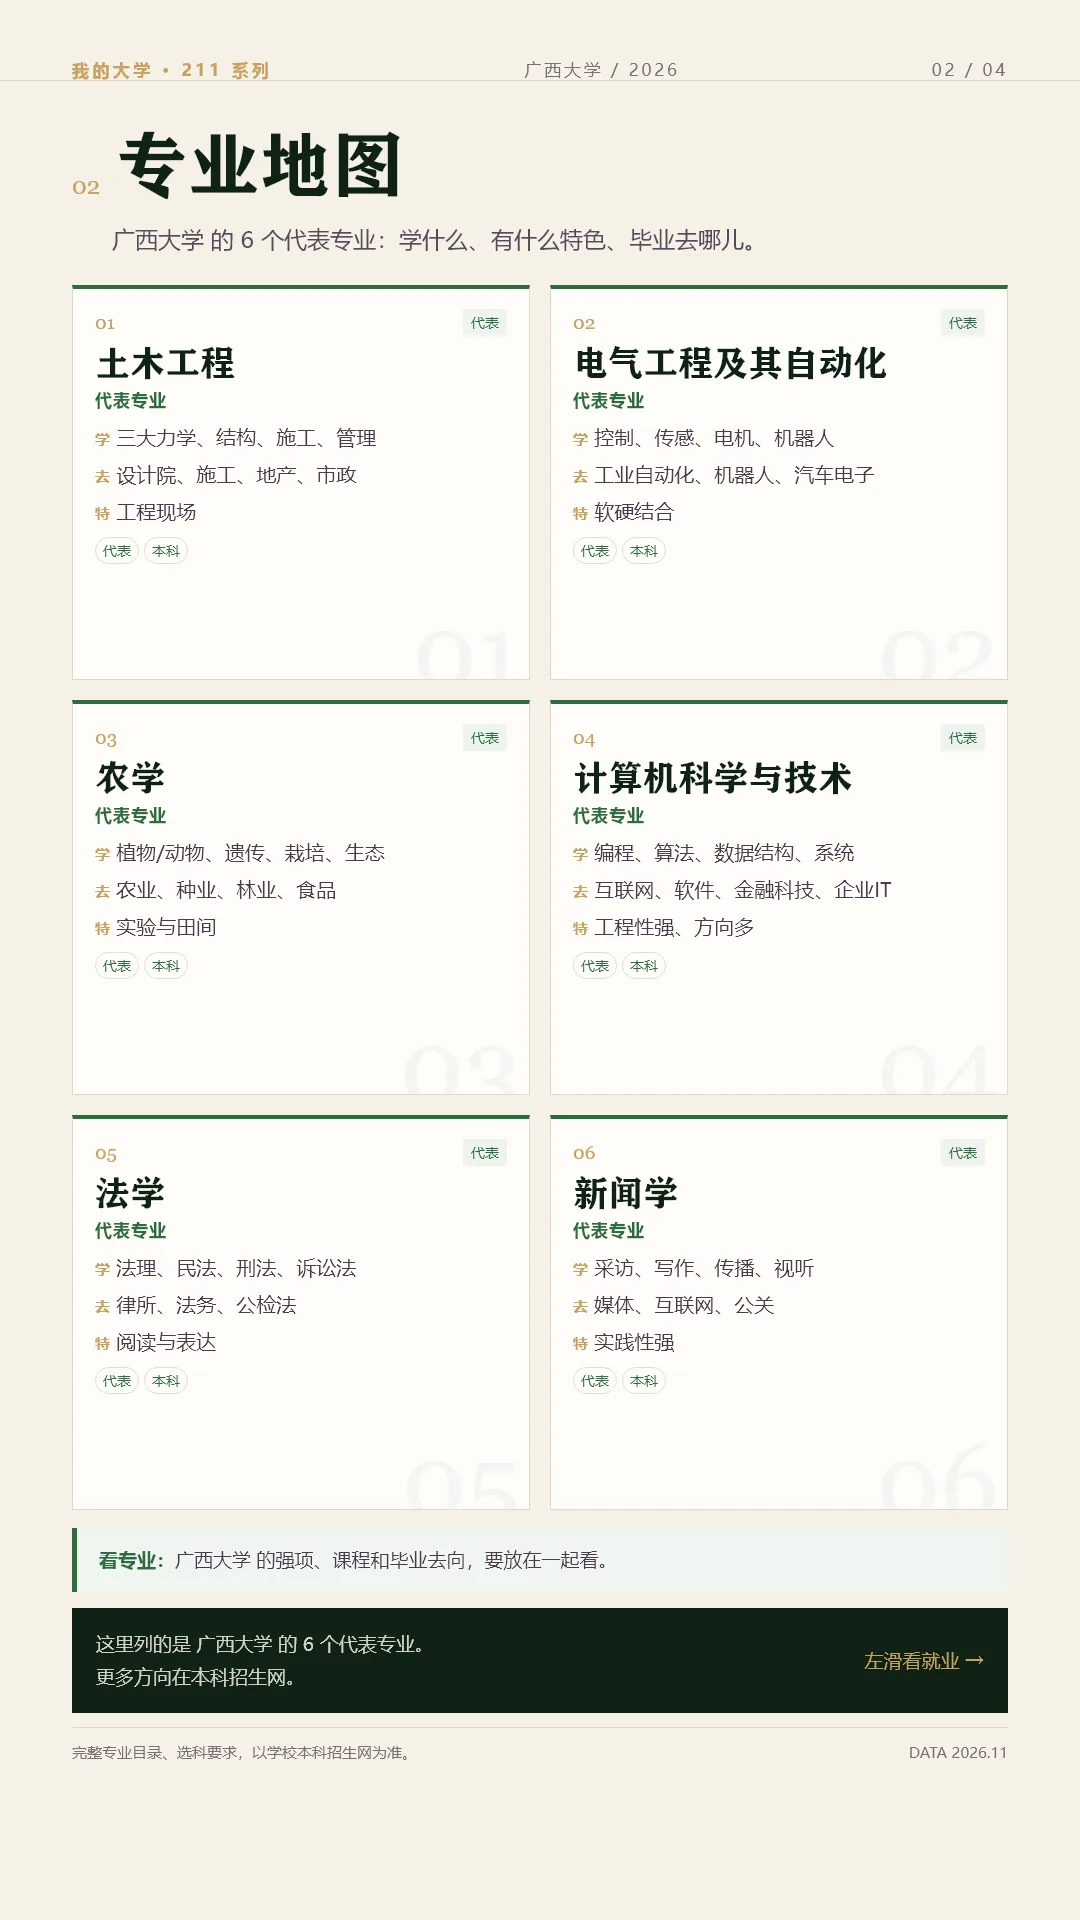 我的大学 • 211 系列
广西大学 / 2026
02 / 04
02 专业地图
广西大学 的 6 个代表专业：学什么、有什么特色、毕业去哪儿。
01
代表
土木工程
代表专业
学 三大力学、结构、施工、管理
去 设计院、施工、地产、市政
特 工程现场
代表 本科
01
02
代表
电气工程及其自动化
代表专业
学 控制、传感、电机、机器人
去 工业自动化、机器人、汽车电子
特 软硬结合
代表 本科
02
03
代表
农学
代表专业
学 植物/动物、遗传、栽培、生态
去 农业、种业、林业、食品
特 实验与田间
代表 本科
03
04
代表
计算机科学与技术
代表专业
学 编程、算法、数据结构、系统
去 互联网、软件、金融科技、企业IT
特 工程性强、方向多
代表 本科
04
05
代表
法学
代表专业
学 法理、民法、刑法、诉讼法
去 律所、法务、公检法
特 阅读与表达
代表 本科
05
06
代表
新闻学
代表专业
学 采访、写作、传播、视听
去 媒体、互联网、公关
特 实践性强
代表 本科
06
看专业：广西大学 的强项、课程和毕业去向，要放在一起看。
这里列的是 广西大学 的 6 个代表专业。
更多方向在本科招生网。
左滑看就业 →
完整专业目录、选科要求，以学校本科招生网为准。
DATA 2026.11